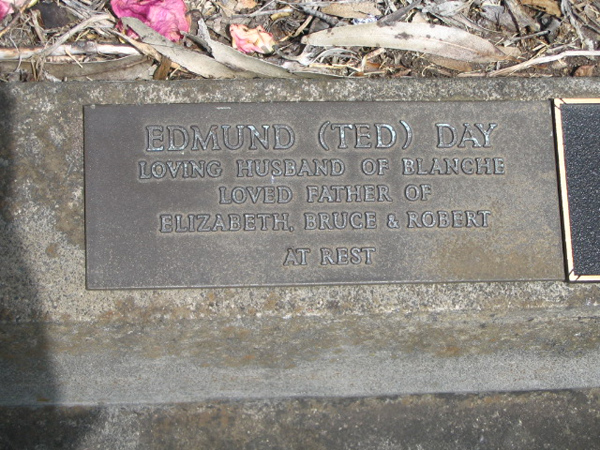 EDMUND (TED) DAY
LOVING HUSBAND OF BLANCHE
LOVED FATHER OF
ELIZABETH, BRUCE & ROBERT
AT REST